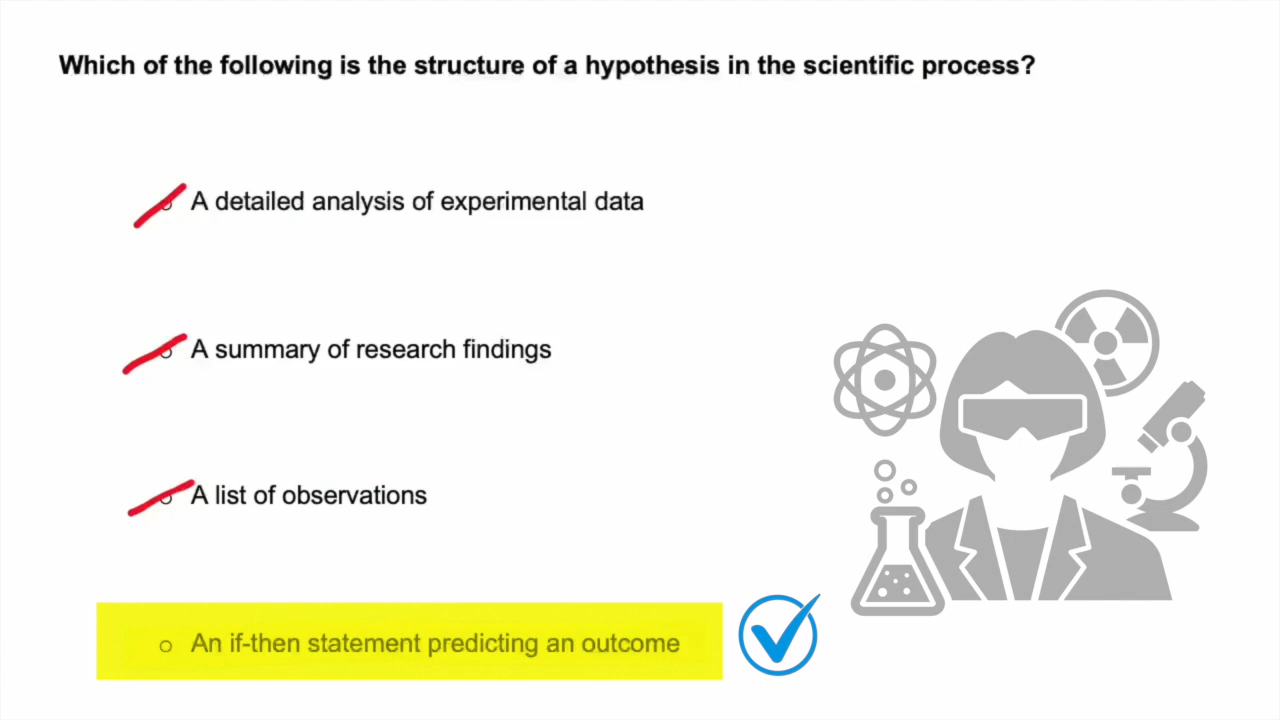 Which of the following is the structure of a hypothesis in the scientific process?
A detailed analysis of experimental data
A summary of research findings
A list of observations
An if-then statement predicting an outcome